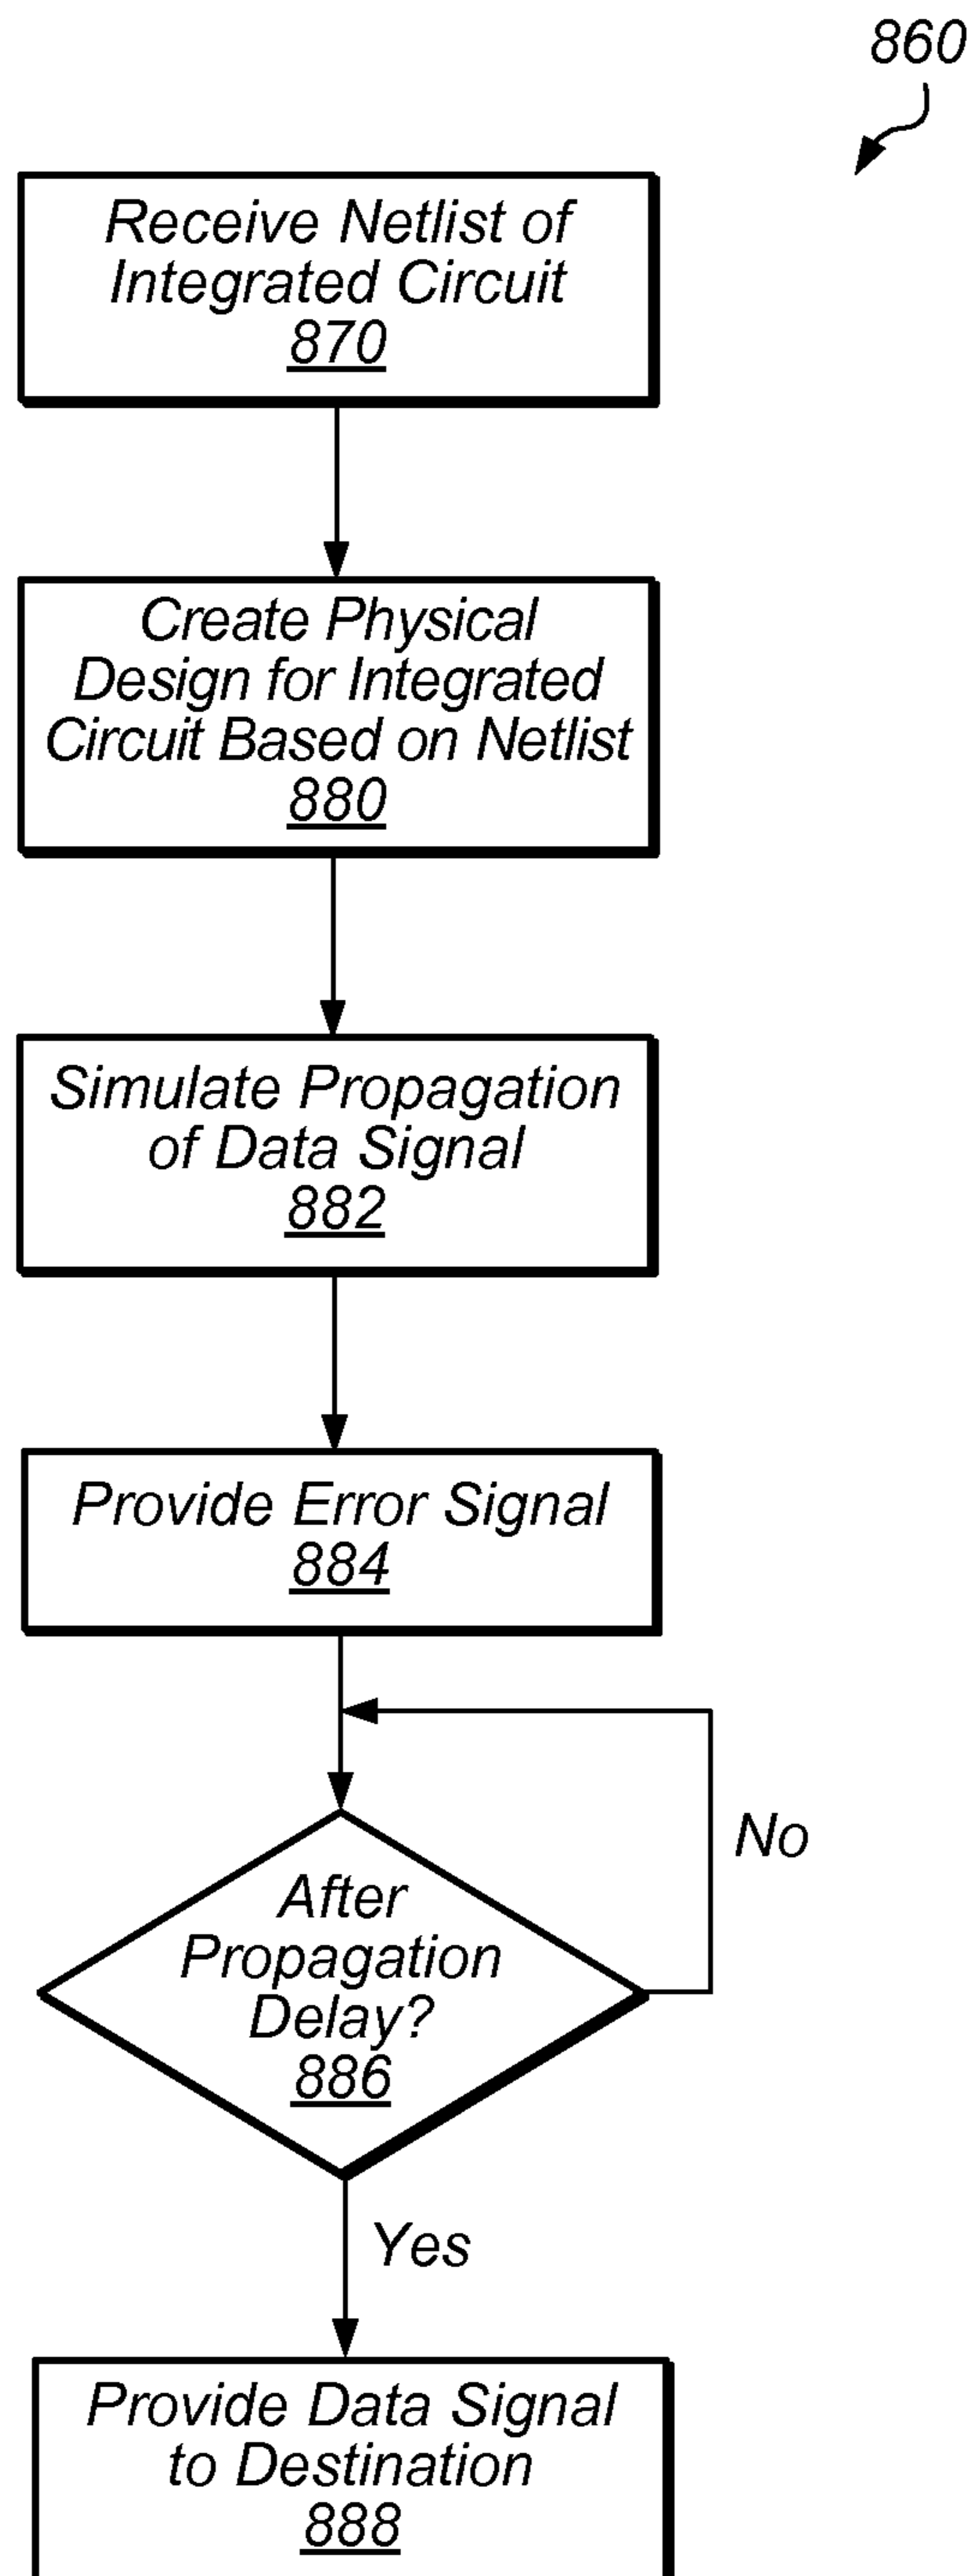 860
Receive Netlist of
Integrated Circuit
870
Create Physical
Design for Integrated
Circuit Based on Netlist
880
Simulate Propagation
of Data Signal
882
Provide Error Signal
884
No
After
Propagation
Delay?
886
Yes
Provide Data Signal
to Destination
888